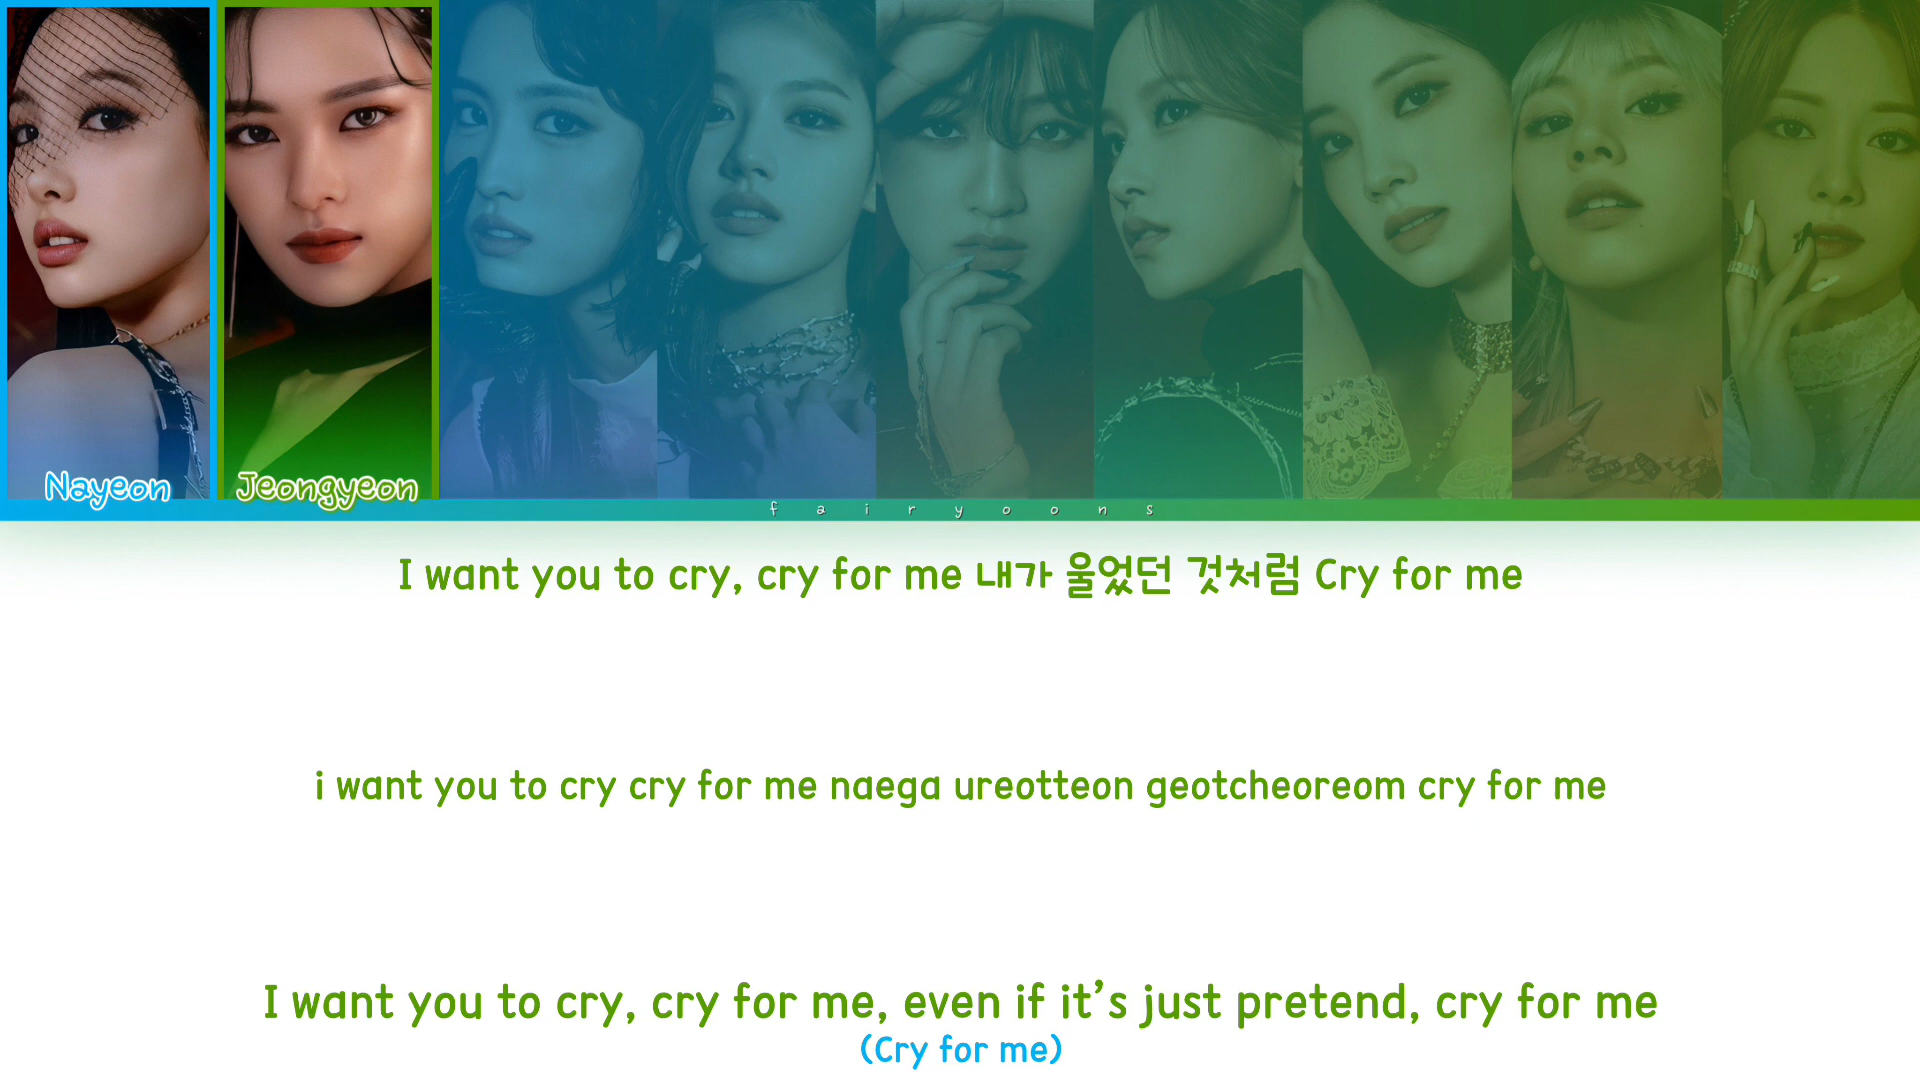 Nayeon
Jeongyeon
f a i r y o o n s
I want you to cry, cry for me 내가 울었던 것처럼 Cry for me
i want you to cry cry for me naega ureotteon geotcheoreom cry for me
I want you to cry, cry for me, even if it’s just pretend, cry for me
(Cry for me)